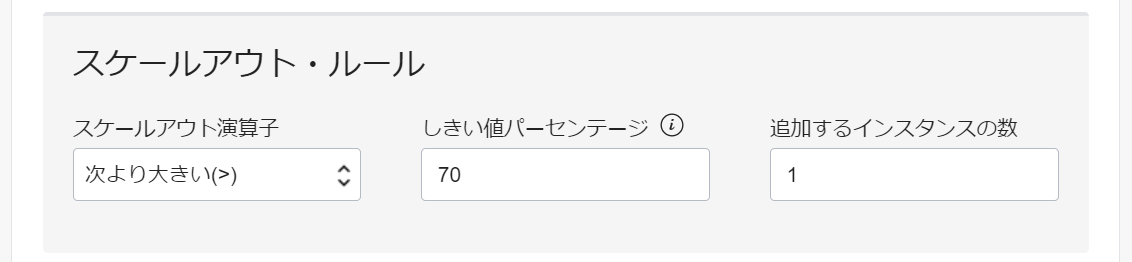 スケールアウト・ルール
スケールアウト演算子
しきい値パーセンテージ
追加するインスタンスの数
次より大きい(>)
70
1